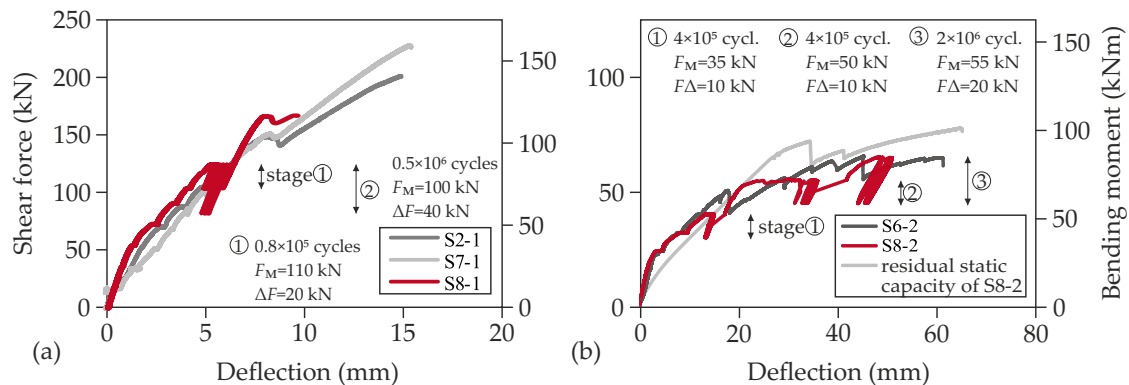 250
200
150
100
50
0
Shear force (kN)
0
5
10
15
20
Deflection (mm)
(a)
150
100
50
0
stage①
②
0.5×10⁶ cycles
F_M=100 kN
ΔF=40 kN
① 0.8×10⁵ cycles
F_M=110 kN
ΔF=20 kN
S2-1
S7-1
S8-1
100
50
0
0
20
40
60
80
Deflection (mm)
(b)
① 4×10⁵ cycl.
F_M=35 kN
FΔ=10 kN
② 4×10⁵ cycl.
F_M=50 kN
FΔ=10 kN
③ 2×10⁶ cycl.
F_M=55 kN
FΔ=20 kN
stage①
②
③
S6-2
S8-2
residual static
capacity of S8-2
150
100
50
0
Bending moment (kNm)